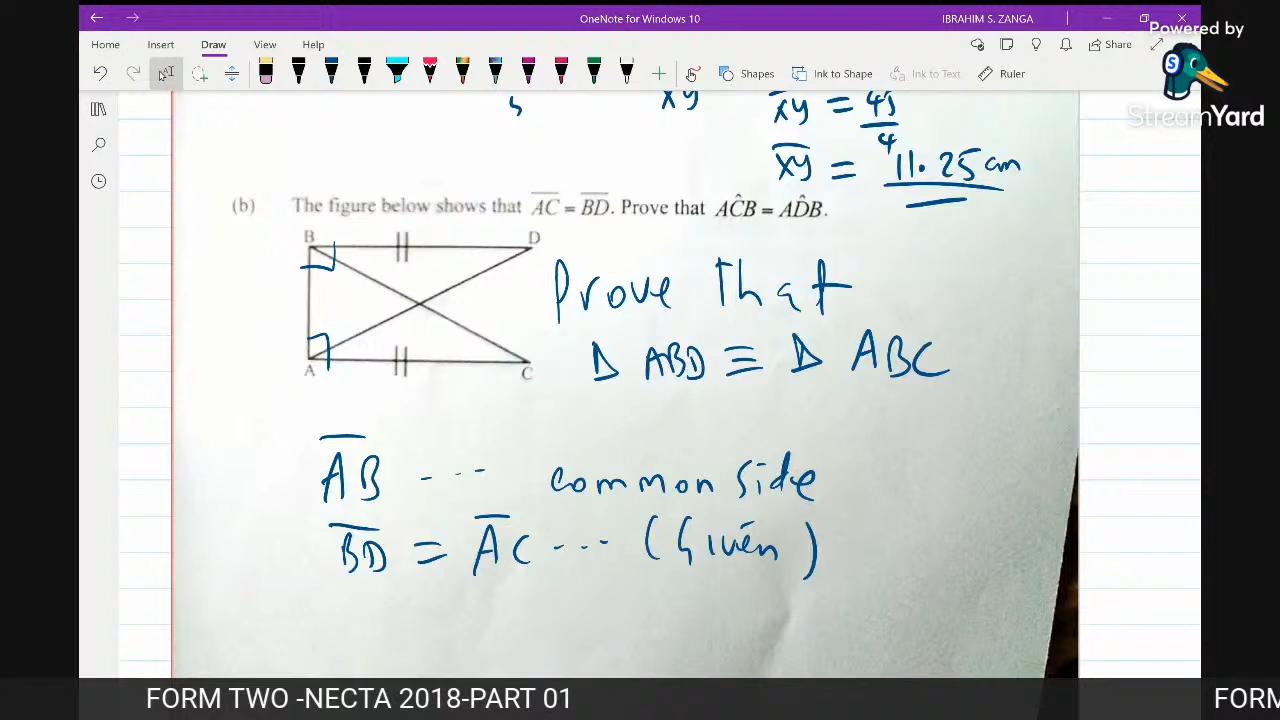 OneNote for Windows 10
IBRAHIM S. ZANGA
Powered by
StreamYard
Home Insert Draw View Help
Share
Shapes Ink to Shape Ink to Text Ruler
xy = 45
4
xy = 11.25 cm
(b) The figure below shows that AC = BD. Prove that AĈB = AD̂B.
B D
A C
Prove that
Δ ABD ≡ Δ ABC
AB --- common side
BD = AC --- (Given)
FORM TWO -NECTA 2018-PART 01
FORM